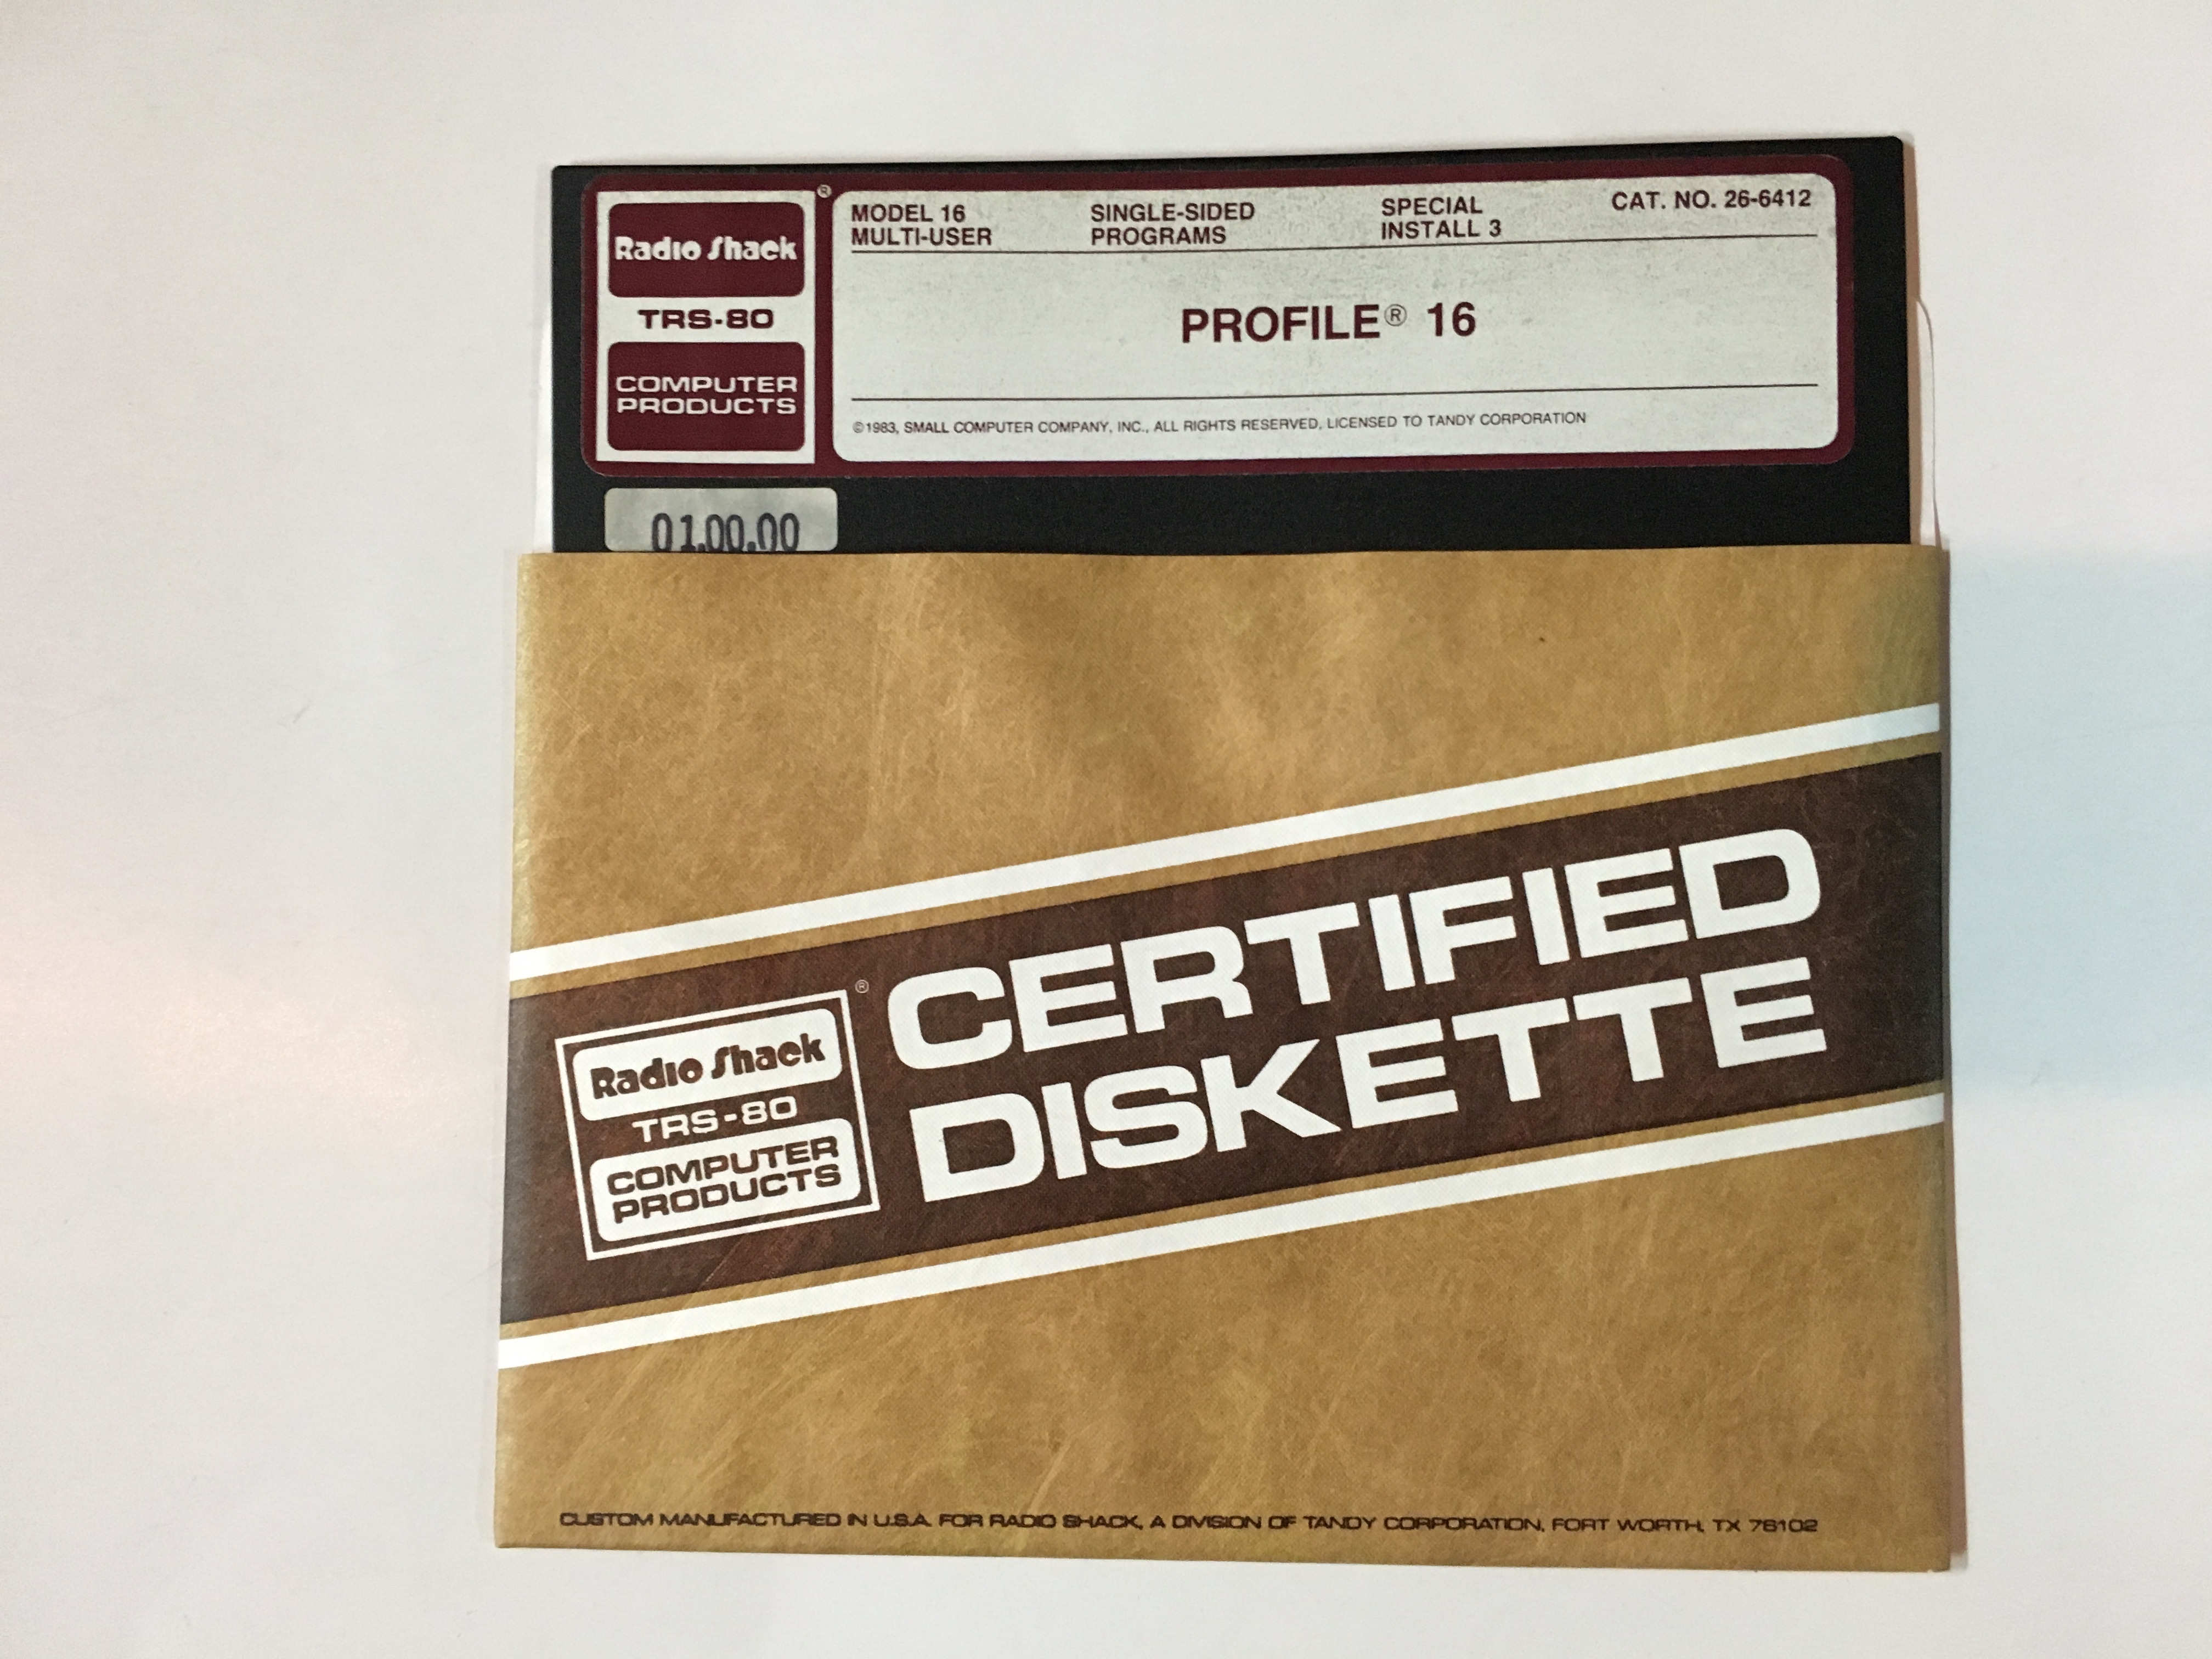 Radio Shack ®
TRS-80
COMPUTER
PRODUCTS
MODEL 16
MULTI-USER
SINGLE-SIDED
PROGRAMS
SPECIAL
INSTALL 3
CAT. NO. 26-6412
PROFILE® 16
©1983, SMALL COMPUTER COMPANY, INC., ALL RIGHTS RESERVED, LICENSED TO TANDY CORPORATION
01.00.00
Radio Shack ®
TRS-80
COMPUTER
PRODUCTS
CERTIFIED
DISKETTE
CUSTOM MANUFACTURED IN U.S.A. FOR RADIO SHACK, A DIVISION OF TANDY CORPORATION, FORT WORTH, TX 76102